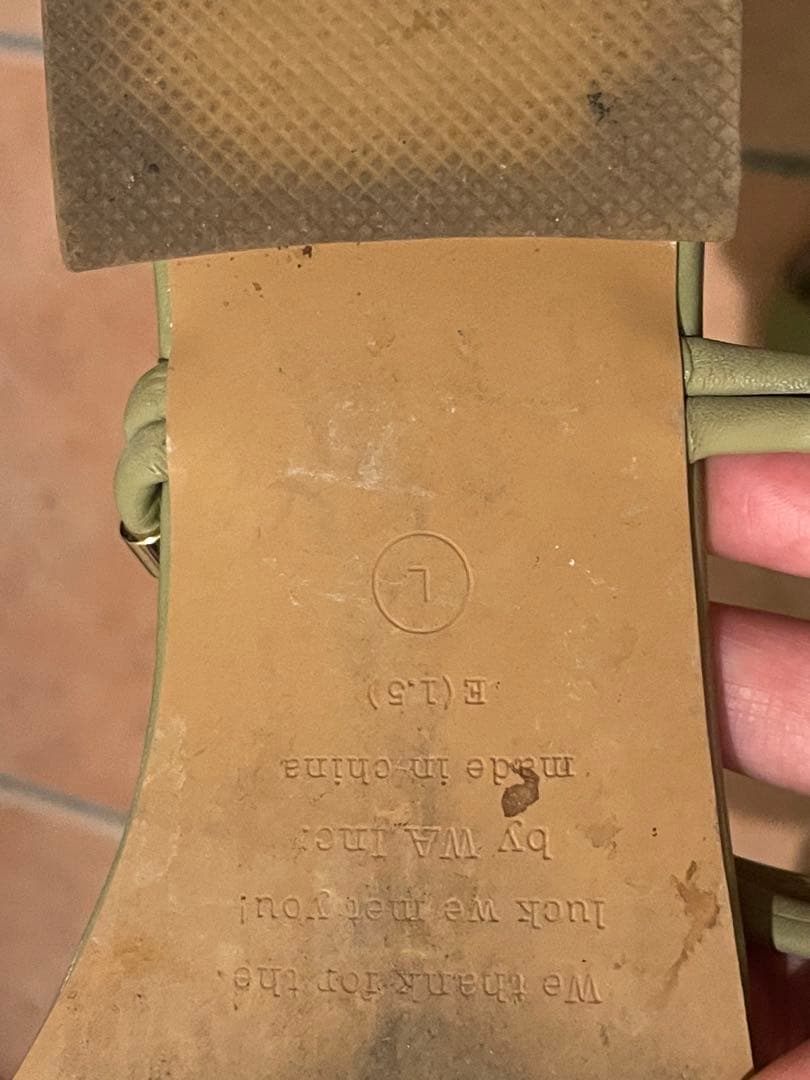 We thank for the
luck we met you!
by WA Inc.
made in china
E(1.5)
L